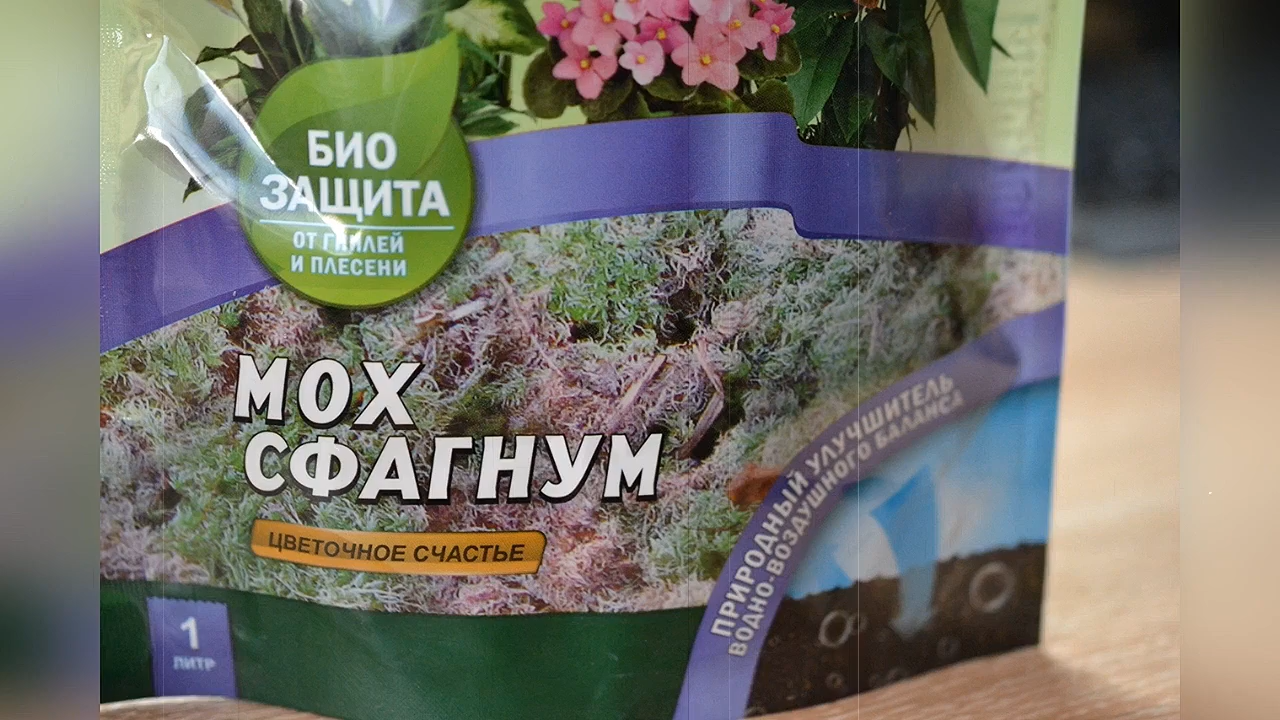 БИО
ЗАЩИТА
ОТ ГНИЛЕЙ
И ПЛЕСЕНИ
МОХ
СФАГНУМ
ЦВЕТОЧНОЕ СЧАСТЬЕ
1
ЛИТР
ПРИРОДНЫЙ УЛУЧШИТЕЛЬ
ВОДНО-ВОЗДУШНОГО БАЛАНСА